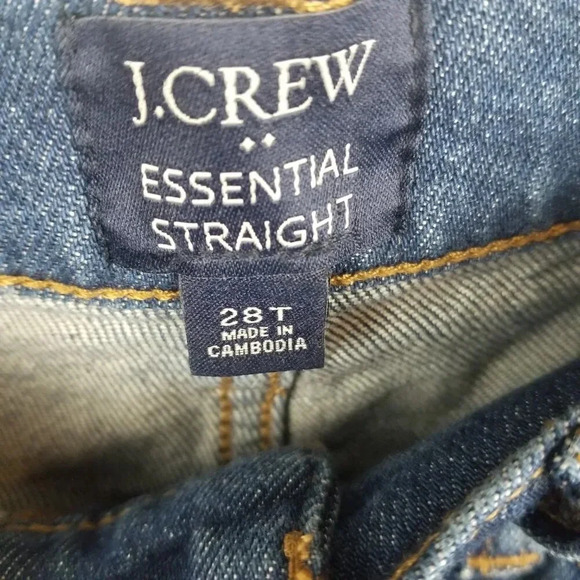 J.CREW
ESSENTIAL
STRAIGHT
28T
MADE IN
CAMBODIA